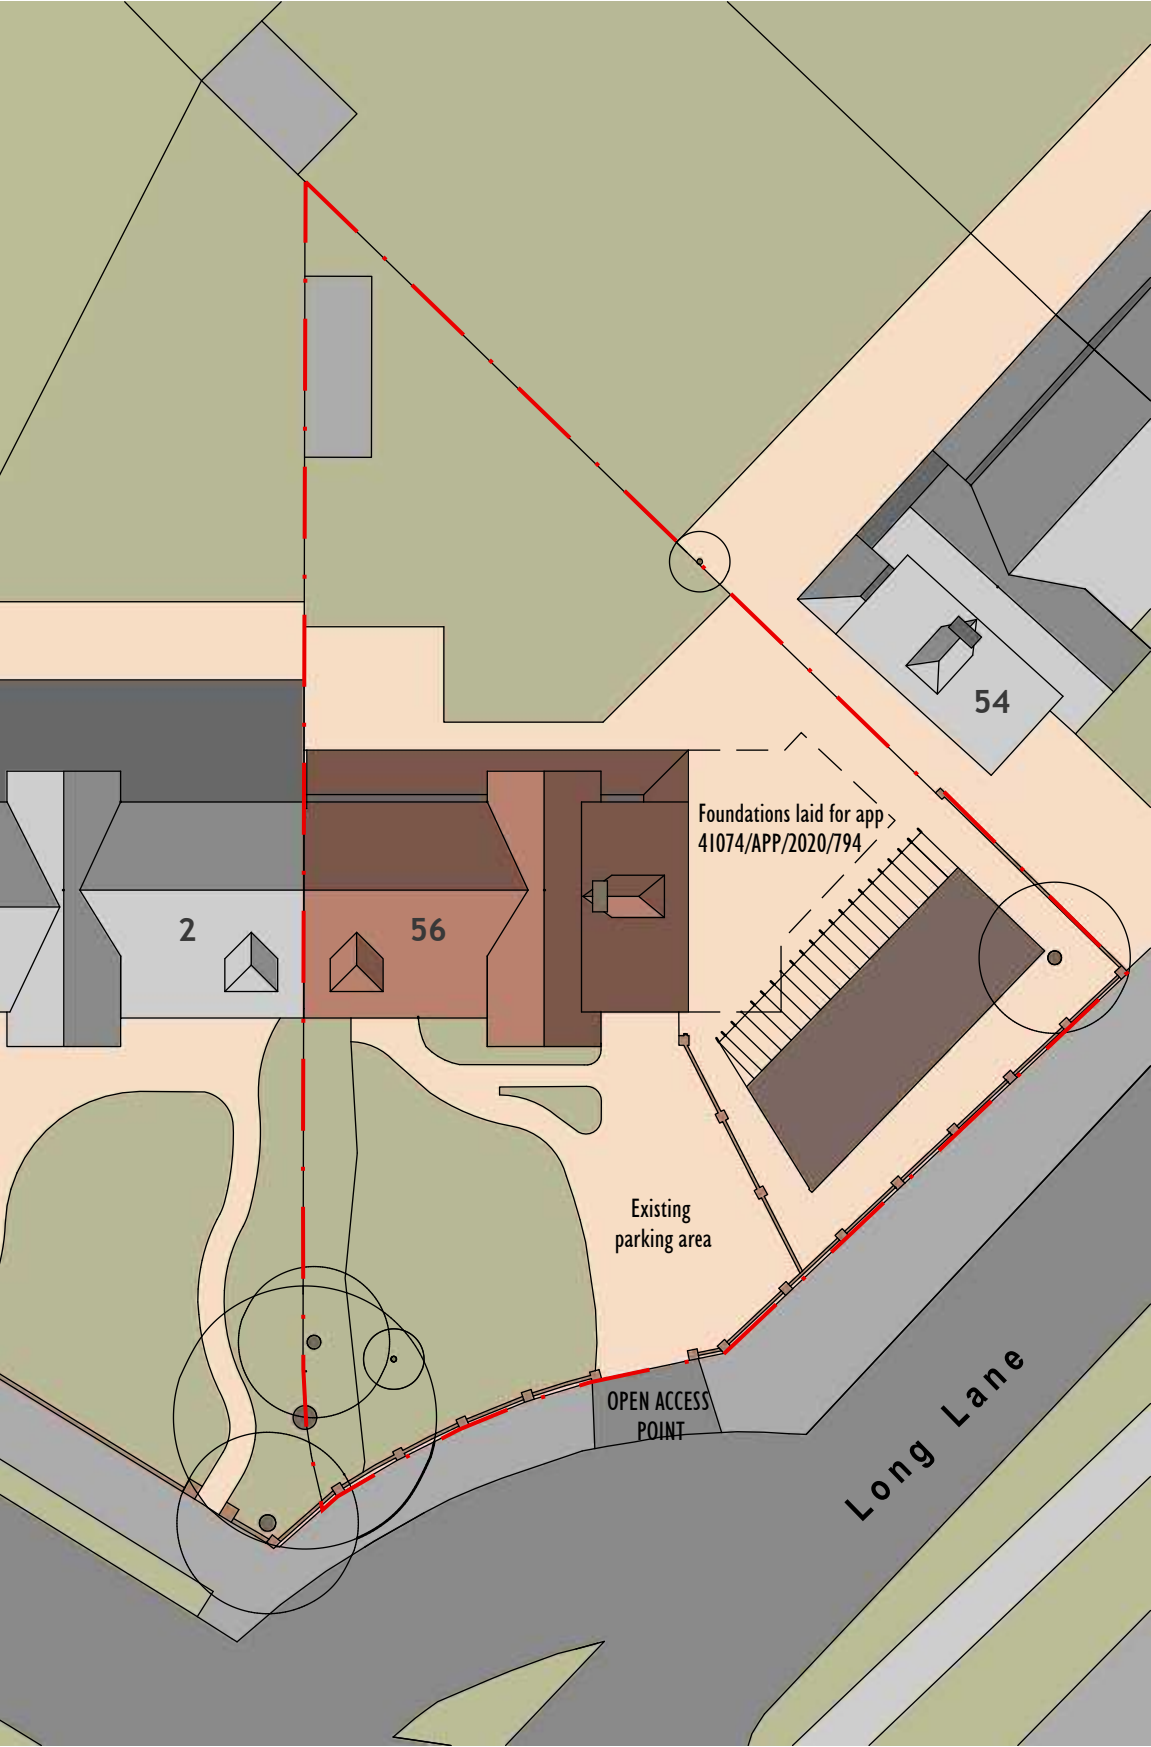 54
Foundations laid for app
41074/APP/2020/794
2
56
Existing
parking area
OPEN ACCESS
POINT
Long Lane